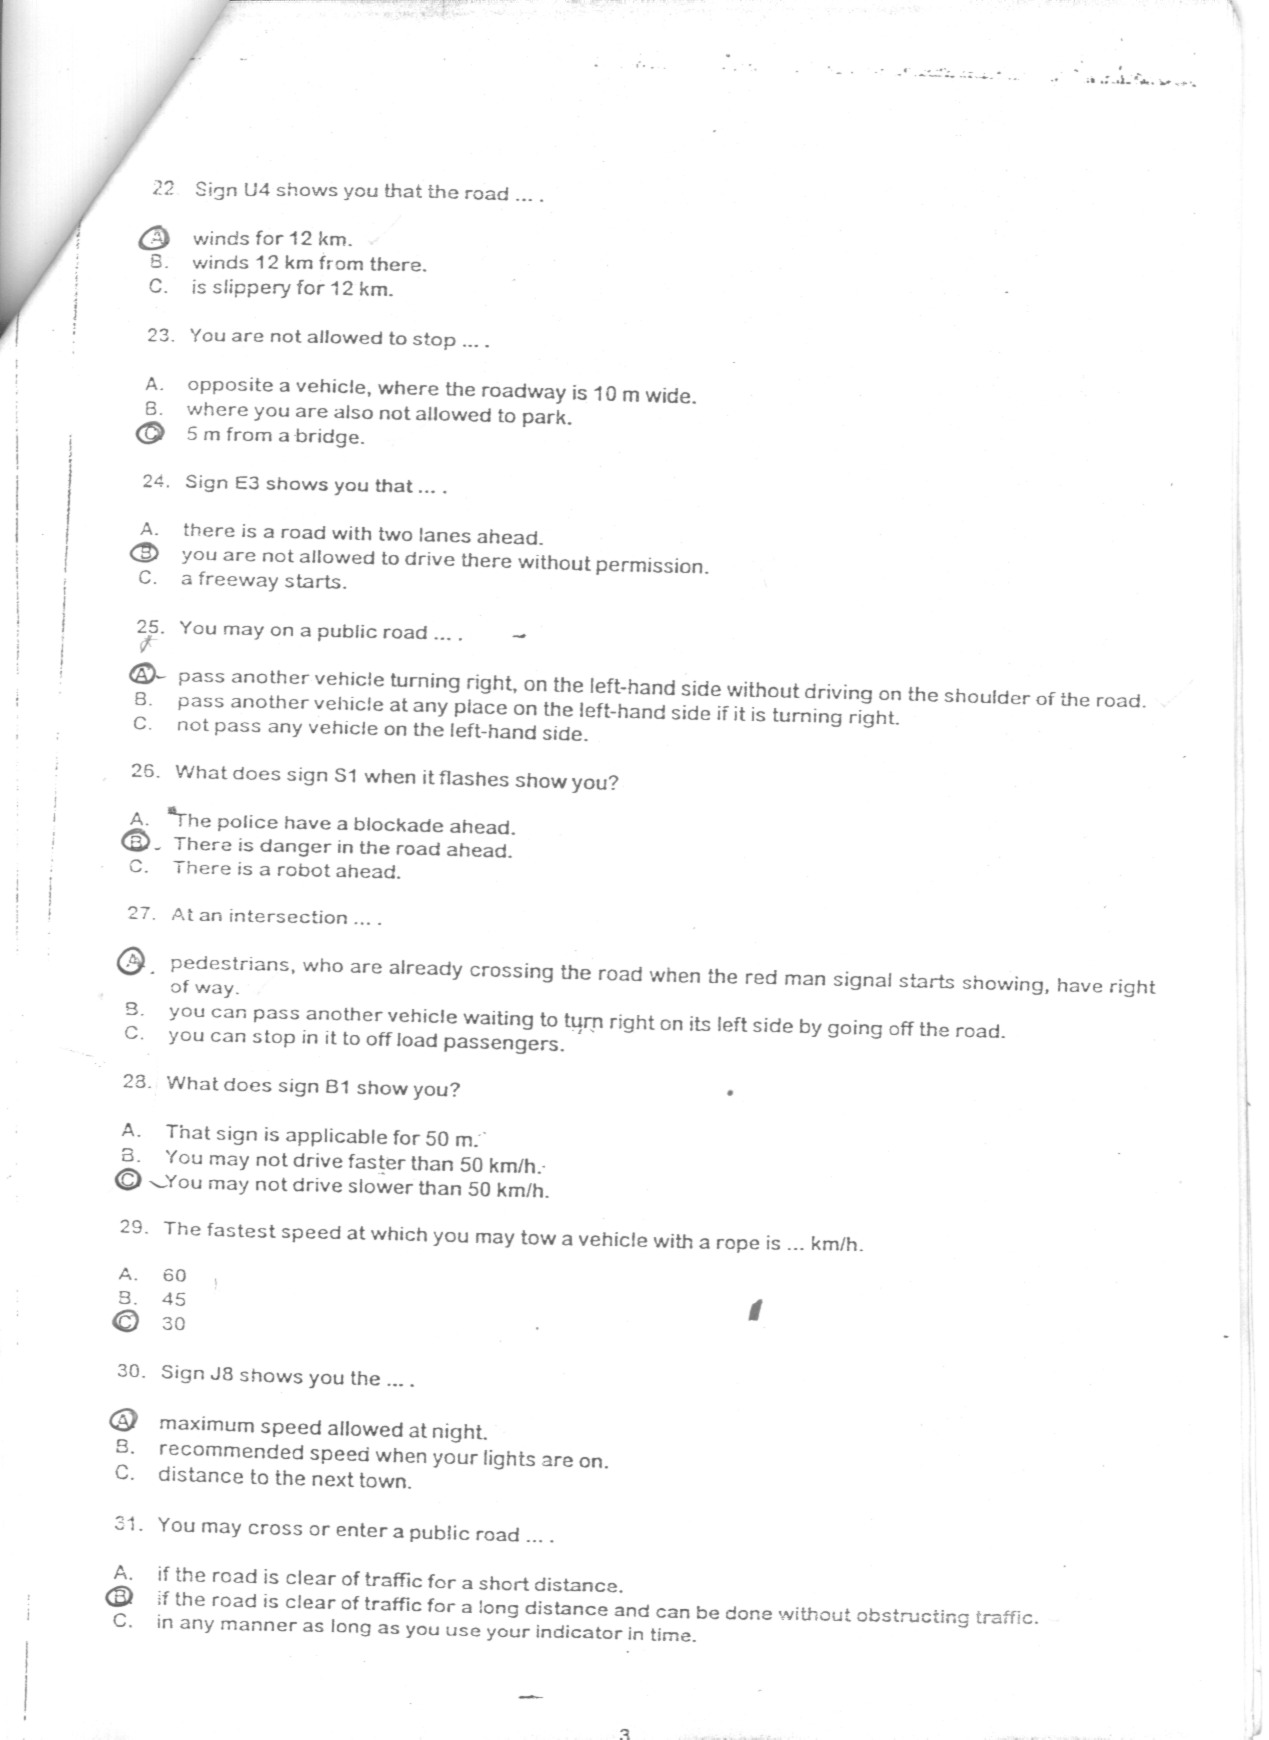 22. Sign U4 shows you that the road ... .
A winds for 12 km.
B. winds 12 km from there.
C. is slippery for 12 km.
23. You are not allowed to stop ... .
A. opposite a vehicle, where the roadway is 10 m wide.
B. where you are also not allowed to park.
C 5 m from a bridge.
24. Sign E3 shows you that ... .
A. there is a road with two lanes ahead.
B you are not allowed to drive there without permission.
C. a freeway starts.
25. You may on a public road ... .
A pass another vehicle turning right, on the left-hand side without driving on the shoulder of the road.
B. pass another vehicle at any place on the left-hand side if it is turning right.
C. not pass any vehicle on the left-hand side.
26. What does sign S1 when it flashes show you?
A. The police have a blockade ahead.
B. There is danger in the road ahead.
C. There is a robot ahead.
27. At an intersection ... .
A. pedestrians, who are already crossing the road when the red man signal starts showing, have right
of way.
B. you can pass another vehicle waiting to turn right on its left side by going off the road.
C. you can stop in it to off load passengers.
28. What does sign B1 show you?
A. That sign is applicable for 50 m.
B. You may not drive faster than 50 km/h.
C You may not drive slower than 50 km/h.
29. The fastest speed at which you may tow a vehicle with a rope is ... km/h.
A. 60
B. 45
C 30
30. Sign J8 shows you the ... .
A maximum speed allowed at night.
B. recommended speed when your lights are on.
C. distance to the next town.
31. You may cross or enter a public road ... .
A. if the road is clear of traffic for a short distance.
B if the road is clear of traffic for a long distance and can be done without obstructing traffic.
C. in any manner as long as you use your indicator in time.
3